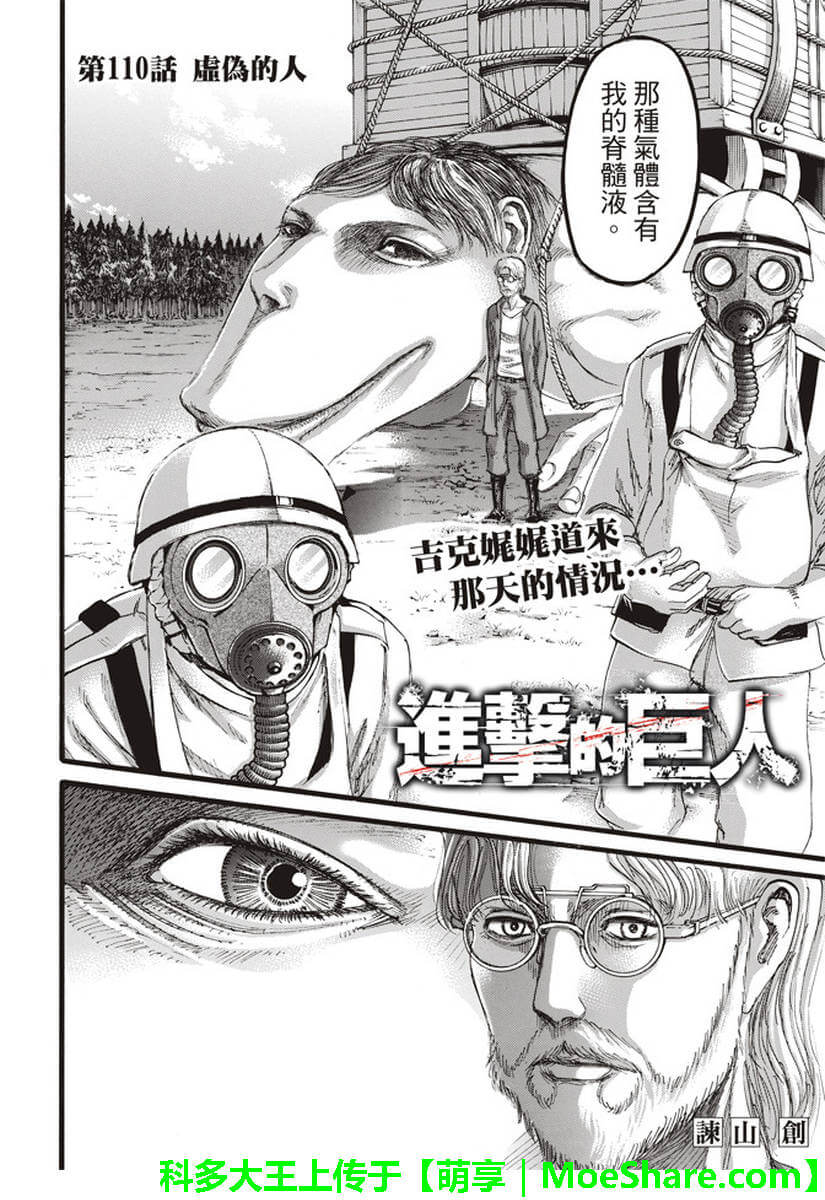 第110話 虛偽的人
那種氣體含有
我的脊髓液。
吉克娓娓道來
那天的情況…
進擊的巨人
諫山創
科多大王上传于【萌享｜MoeShare.com】